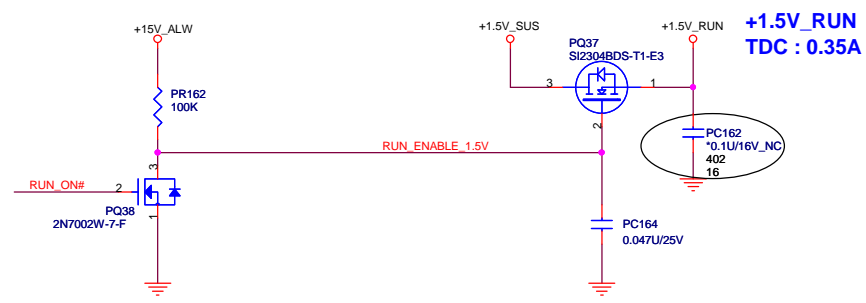 +1.5V_RUN
TDC : 0.35A
+15V_ALW
+1.5V_SUS
+1.5V_RUN
PQ37
SI2304BDS-T1-E3
3
1
2
PR162
100K
RUN_ENABLE_1.5V
PC162
*0.1U/16V_NC
402
16
RUN_ON#
2
3
1
PQ38
2N7002W-7-F
PC164
0.047U/25V